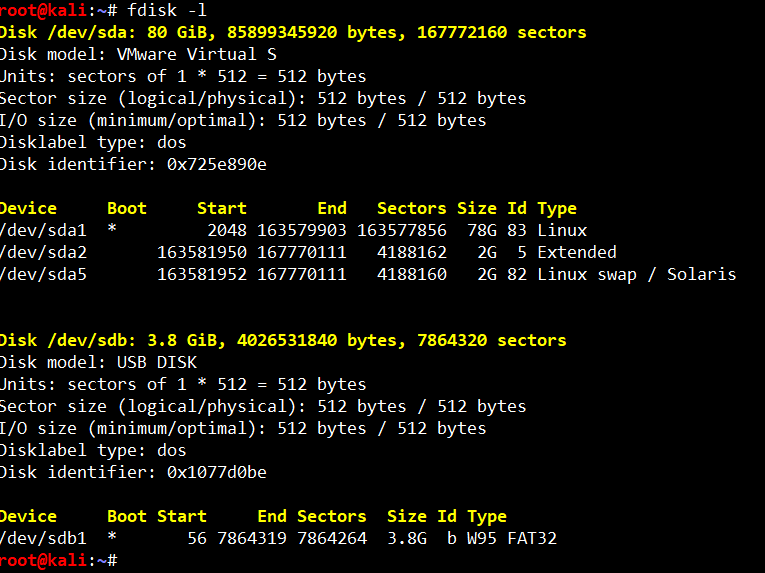 root@kali:~# fdisk -l
Disk /dev/sda: 80 GiB, 85899345920 bytes, 167772160 sectors
Disk model: VMware Virtual S
Units: sectors of 1 * 512 = 512 bytes
Sector size (logical/physical): 512 bytes / 512 bytes
I/O size (minimum/optimal): 512 bytes / 512 bytes
Disklabel type: dos
Disk identifier: 0x725e890e
Device     Boot     Start       End   Sectors Size Id Type
/dev/sda1  *         2048 163579903 163577856  78G 83 Linux
/dev/sda2       163581950 167770111   4188162   2G  5 Extended
/dev/sda5       163581952 167770111   4188160   2G 82 Linux swap / Solaris
Disk /dev/sdb: 3.8 GiB, 4026531840 bytes, 7864320 sectors
Disk model: USB DISK
Units: sectors of 1 * 512 = 512 bytes
Sector size (logical/physical): 512 bytes / 512 bytes
I/O size (minimum/optimal): 512 bytes / 512 bytes
Disklabel type: dos
Disk identifier: 0x1077d0be
Device     Boot Start     End Sectors  Size Id Type
/dev/sdb1  *       56 7864319 7864264  3.8G  b W95 FAT32
root@kali:~#